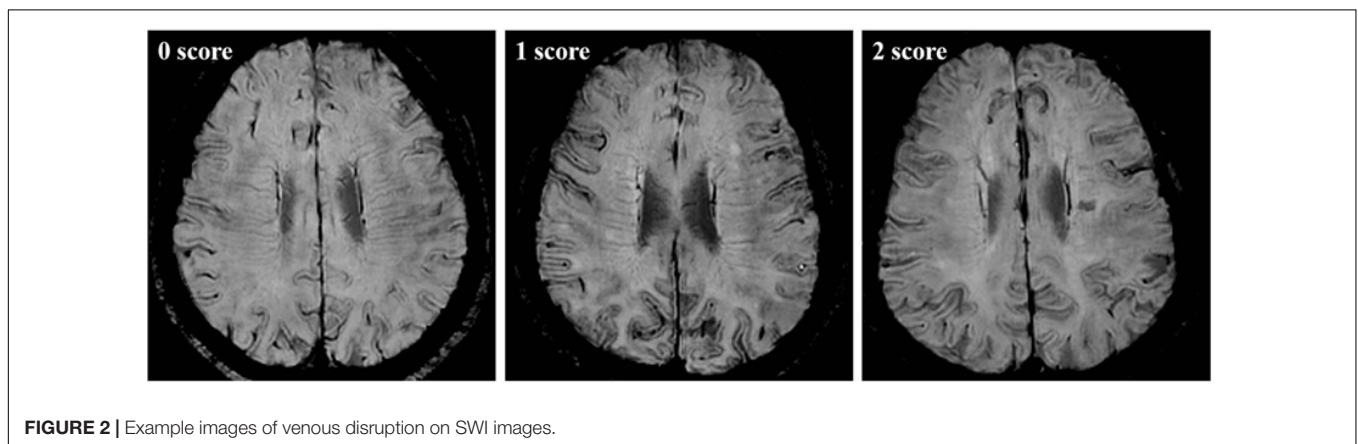 0 score
1 score
2 score
FIGURE 2 | Example images of venous disruption on SWI images.